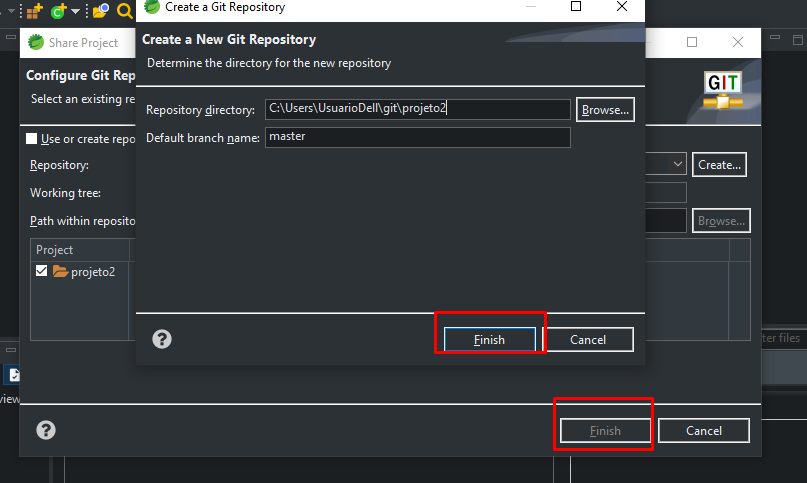 Create a Git Repository
Share Project
Create a New Git Repository
Determine the directory for the new repository
Configure Git Rep
Select an existing re
GIT
Repository directory: C:\Users\UsuarioDell\git\projeto2 Browse...
Default branch name: master
Use or create repo
Repository: Create...
Working tree:
Path within reposito Browse...
Project
projeto2
Finish Cancel
ter files
view
Finish Cancel